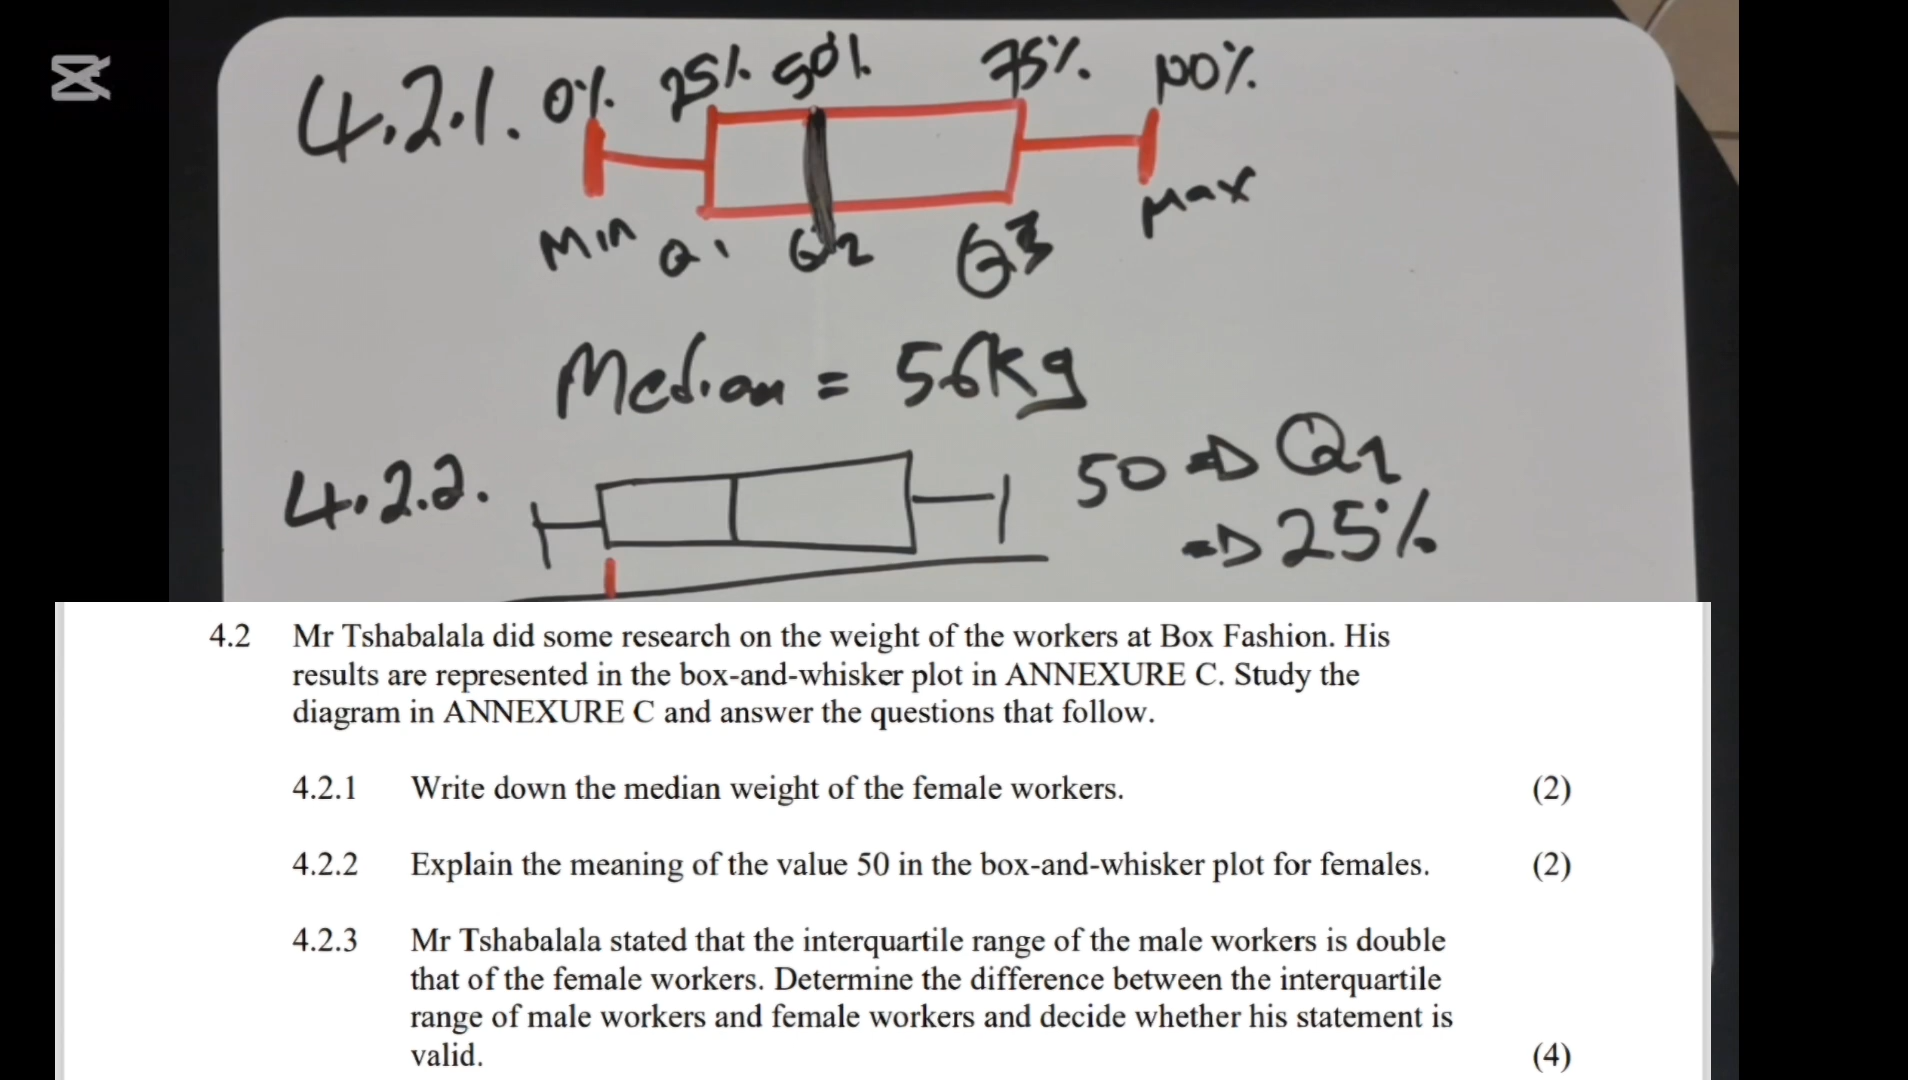 4.2.1. 0% 25% 50% 75% 100%
Min Q1 Q2 Q3 Max
Median = 56kg
4.2.2. 50 ⇒ Q1
⇒ 25%
4.2 Mr Tshabalala did some research on the weight of the workers at Box Fashion. His
results are represented in the box-and-whisker plot in ANNEXURE C. Study the
diagram in ANNEXURE C and answer the questions that follow.
4.2.1 Write down the median weight of the female workers. (2)
4.2.2 Explain the meaning of the value 50 in the box-and-whisker plot for females. (2)
4.2.3 Mr Tshabalala stated that the interquartile range of the male workers is double
that of the female workers. Determine the difference between the interquartile
range of male workers and female workers and decide whether his statement is
valid. (4)